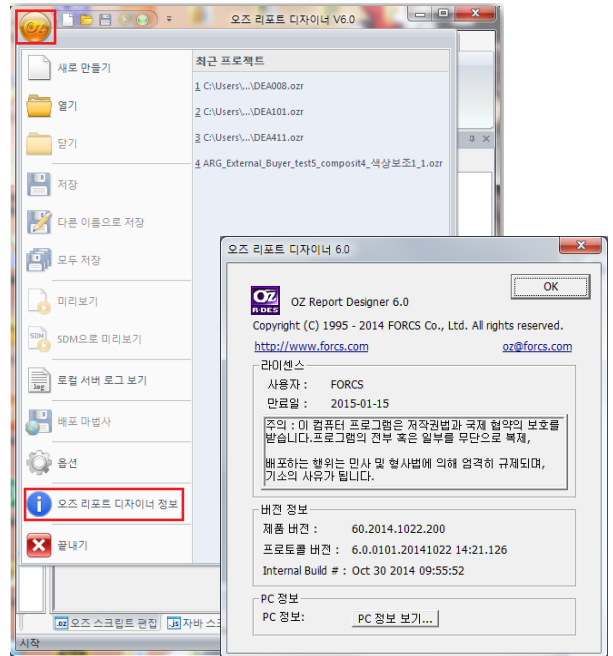 오즈 리포트 디자이너 V6.0
새로 만들기
열기
닫기
저장
다른 이름으로 저장
모두 저장
미리보기
SDM
SDM으로 미리보기
log
로컬 서버 로그 보기
배포 마법사
옵션
오즈 리포트 디자이너 정보
끝내기
최근 프로젝트
1 C:\Users\...\DEA008.ozr
2 C:\Users\...\DEA101.ozr
3 C:\Users\...\DEA411.ozr
4 ARG_External_Buyer_test5_composit4_색상보조1_1.ozr
.oz 오즈 스크립트 편집
.js 자바 스
시작
오즈 리포트 디자이너 6.0
OK
OZ
R·DES
OZ Report Designer 6.0
Copyright (C) 1995 - 2014 FORCS Co., Ltd. All rights reserved.
http://www.forcs.com oz@forcs.com
라이센스
사용자 : FORCS
만료일 : 2015-01-15
주의 : 이 컴퓨터 프로그램은 저작권법과 국제 협약의 보호를
받습니다.프로그램의 전부 혹은 일부를 무단으로 복제,
배포하는 행위는 민사 및 형사법에 의해 엄격히 규제되며,
기소의 사유가 됩니다.
버전 정보
제품 버전 : 60.2014.1022.200
프로토콜 버전 : 6.0.0101.20141022 14:21.126
Internal Build # : Oct 30 2014 09:55:52
PC 정보
PC 정보: PC 정보 보기...